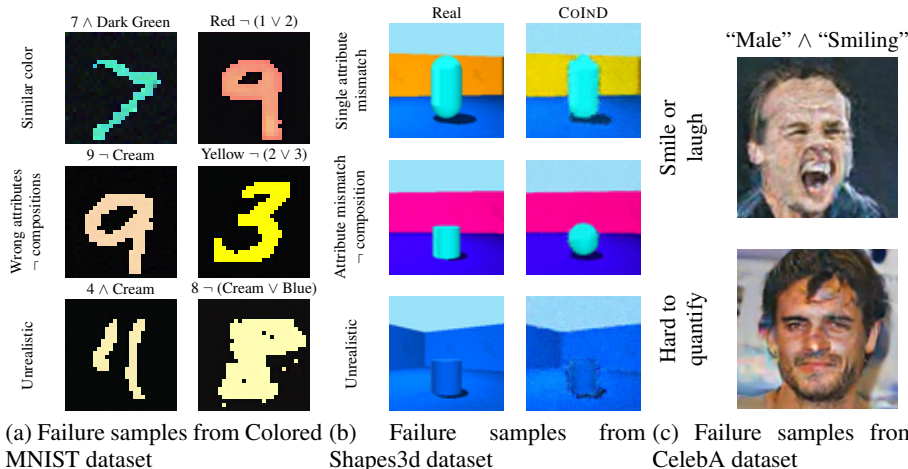 7 ∧ Dark Green
Red ¬ (1 ∨ 2)
Similar color
9 ¬ Cream
Yellow ¬ (2 ∨ 3)
Wrong attributes
¬ compositions
4 ∧ Cream
8 ¬ (Cream ∨ Blue)
Unrealistic
(a) Failure samples from Colored
MNIST dataset
Real
COIND
Single attribute
mismatch
Attribute mismatch
¬ composition
Unrealistic
(b) Failure samples from
Shapes3d dataset
“Male” ∧ “Smiling”
Smile or
laugh
Hard to
quantify
(c) Failure samples from
CelebA dataset